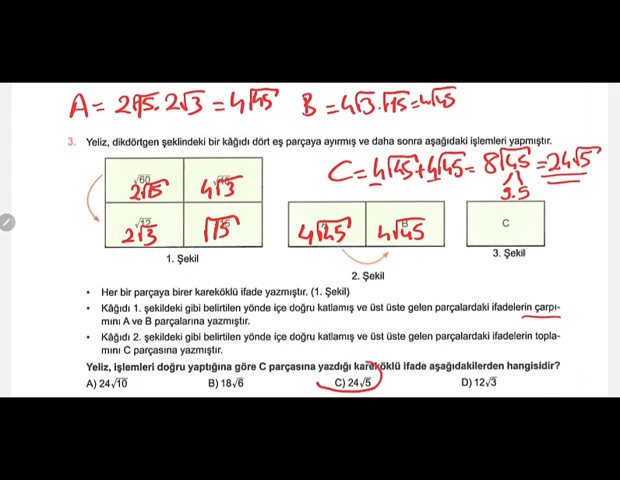 A = 2√15 . 2√3 = 4√45 B = 4√3 . √15 = 4√45
3. Yeliz, dikdörtgen şeklindeki bir kâğıdı dört eş parçaya ayırmış ve daha sonra aşağıdaki işlemleri yapmıştır.
C = 4√45 + 4√45 = 8√45 = 24√5
9.5
√60
2√15 4√3
√12
2√3 √15
1. Şekil
4√45 4√45
2. Şekil
C
3. Şekil
• Her bir parçaya birer kareköklü ifade yazmıştır. (1. Şekil)
• Kâğıdı 1. şekildeki gibi belirtilen yönde içe doğru katlamış ve üst üste gelen parçalardaki ifadelerin çarpı-
mını A ve B parçalarına yazmıştır.
• Kâğıdı 2. şekildeki gibi belirtilen yönde içe doğru katlamış ve üst üste gelen parçalardaki ifadelerin topla-
mını C parçasına yazmıştır.
Yeliz, işlemleri doğru yaptığına göre C parçasına yazdığı kareköklü ifade aşağıdakilerden hangisidir?
A) 24√10 B) 18√6 C) 24√5 D) 12√3